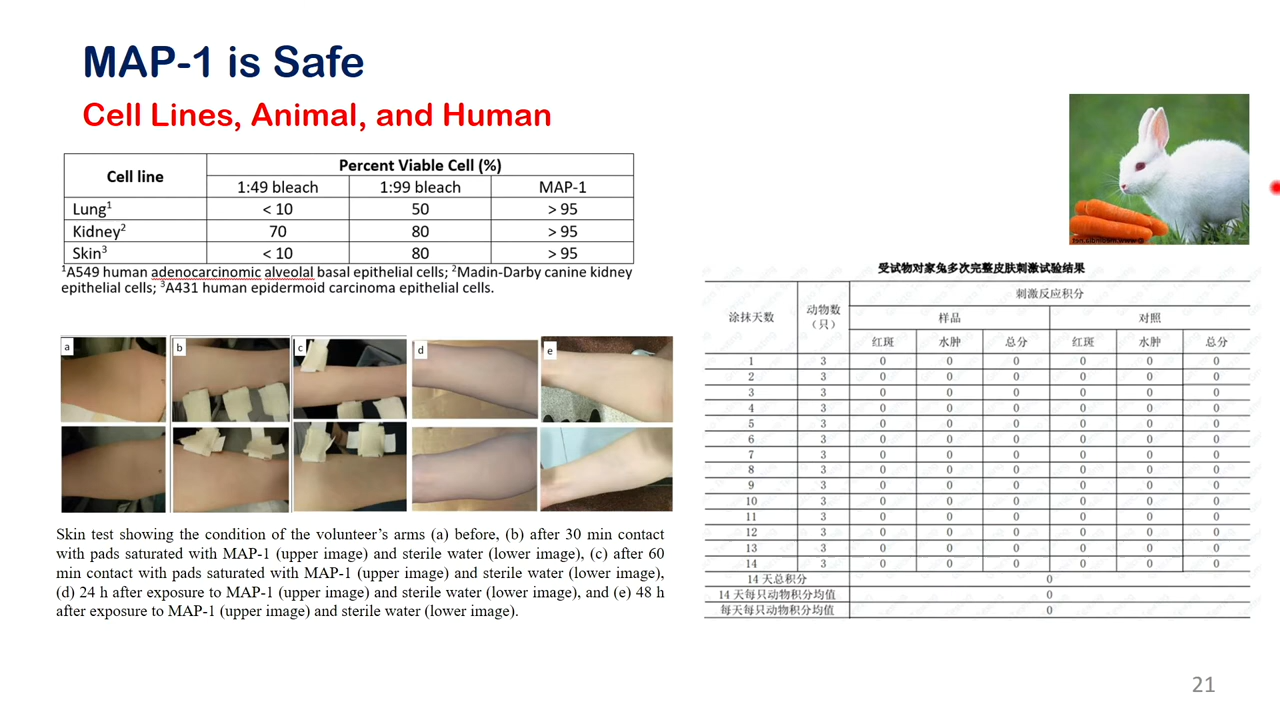 MAP-1 is Safe
Cell Lines, Animal, and Human
Cell line
Percent Viable Cell (%)
1:49 bleach 1:99 bleach MAP-1
Lung1 < 10 50 > 95
Kidney2 70 80 > 95
Skin3 < 10 80 > 95
1A549 human adenocarcinomic alveolal basal epithelial cells; 2Madin-Darby canine kidney
epithelial cells; 3A431 human epidermoid carcinoma epithelial cells.
a b c d e
Skin test showing the condition of the volunteer's arms (a) before, (b) after 30 min contact
with pads saturated with MAP-1 (upper image) and sterile water (lower image), (c) after 60
min contact with pads saturated with MAP-1 (upper image) and sterile water (lower image),
(d) 24 h after exposure to MAP-1 (upper image) and sterile water (lower image), and (e) 48 h
after exposure to MAP-1 (upper image) and sterile water (lower image).
受试物对家兔多次完整皮肤刺激试验结果
涂抹天数
动物数
（只）
刺激反应积分
样品 对照
红斑 水肿 总分 红斑 水肿 总分
1 3 0 0 0 0 0 0
2 3 0 0 0 0 0 0
3 3 0 0 0 0 0 0
4 3 0 0 0 0 0 0
5 3 0 0 0 0 0 0
6 3 0 0 0 0 0 0
7 3 0 0 0 0 0 0
8 3 0 0 0 0 0 0
9 3 0 0 0 0 0 0
10 3 0 0 0 0 0 0
11 3 0 0 0 0 0 0
12 3 0 0 0 0 0 0
13 3 0 0 0 0 0 0
14 3 0 0 0 0 0 0
14 天总积分 0
14 天每只动物积分均值 0
每天每只动物积分均值 0
21